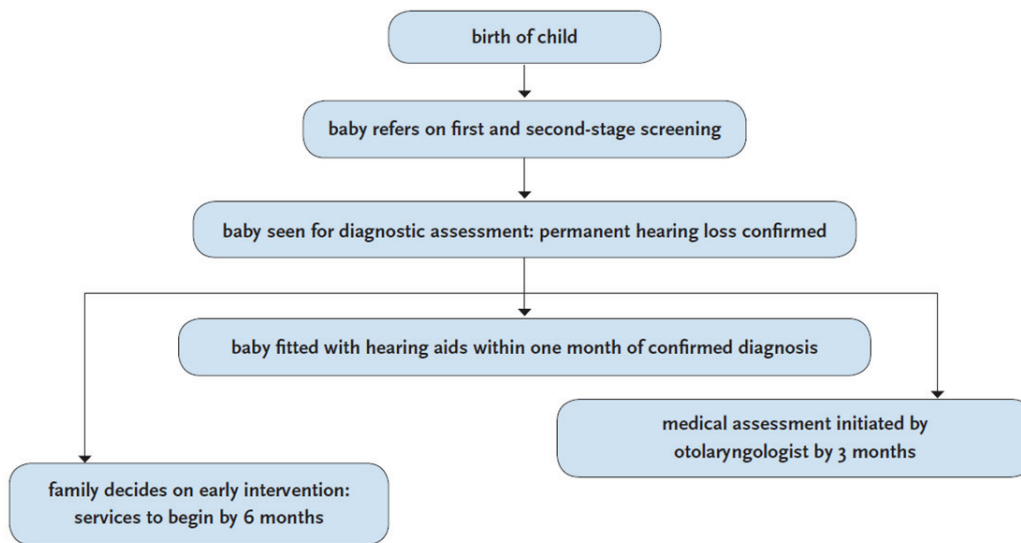 birth of child
baby refers on first and second-stage screening
baby seen for diagnostic assessment: permanent hearing loss confirmed
baby fitted with hearing aids within one month of confirmed diagnosis
medical assessment initiated by
otolaryngologist by 3 months
family decides on early intervention:
services to begin by 6 months